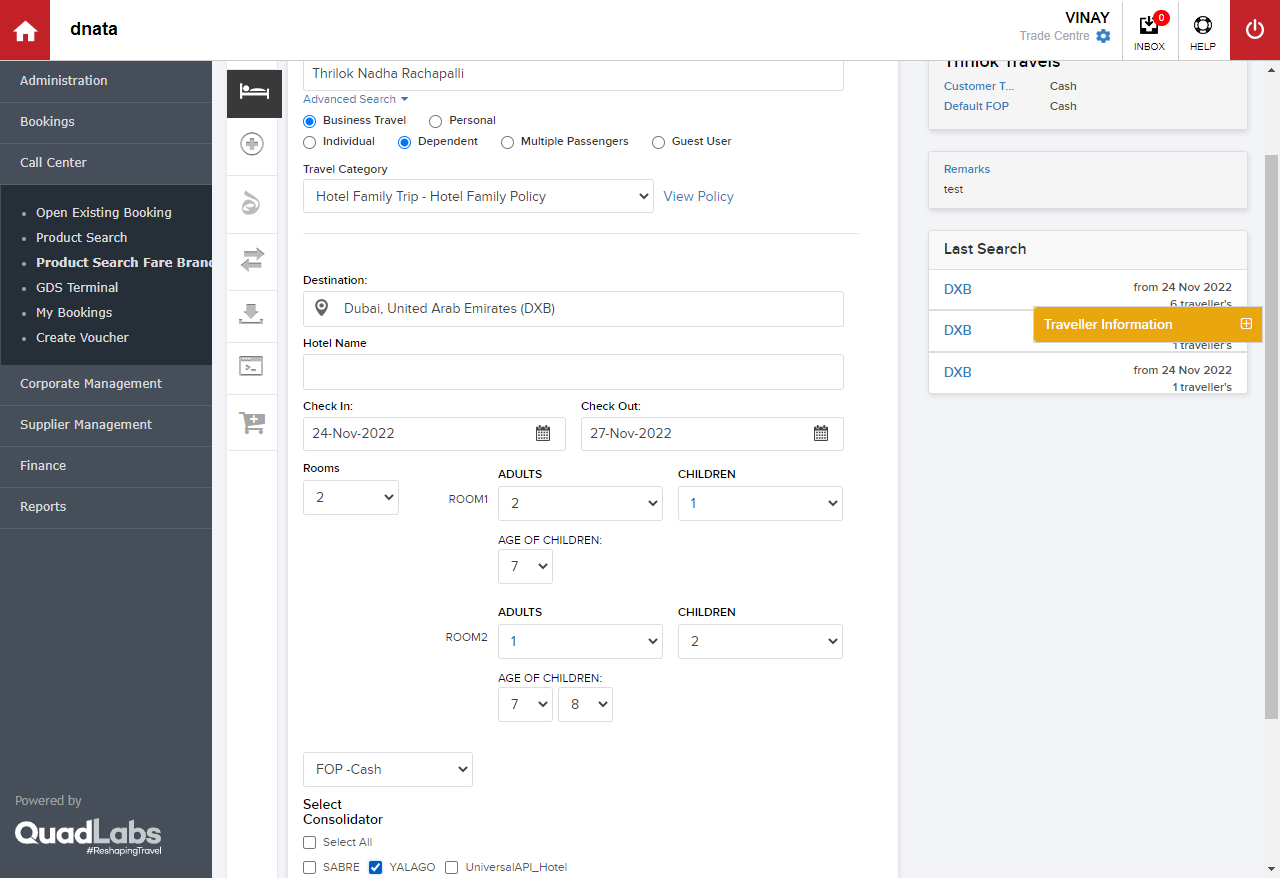 dnata
VINAY
Trade Centre
0
INBOX
HELP
Administration
Bookings
Call Center
Open Existing Booking
Product Search
Product Search Fare Brand
GDS Terminal
My Bookings
Create Voucher
Corporate Management
Supplier Management
Finance
Reports
Powered by
QuadLabs
#ReshapingTravel
Thrilok Nadha Rachapalli
Advanced Search
Business Travel Personal
Individual Dependent Multiple Passengers Guest User
Travel Category
Hotel Family Trip - Hotel Family Policy View Policy
Destination:
Dubai, United Arab Emirates (DXB)
Hotel Name
Check In: Check Out:
24-Nov-2022 27-Nov-2022
Rooms ADULTS CHILDREN
2 ROOM1 2 1
AGE OF CHILDREN:
7
ADULTS CHILDREN
ROOM2 1 2
AGE OF CHILDREN:
7 8
FOP -Cash
Select
Consolidator
Select All
SABRE YALAGO UniversalAPI_Hotel
Thrilok Travels
Customer T... Cash
Default FOP Cash
Remarks
test
Last Search
DXB from 24 Nov 2022
6 traveller's
Traveller Information
DXB
1 traveller's
DXB from 24 Nov 2022
1 traveller's